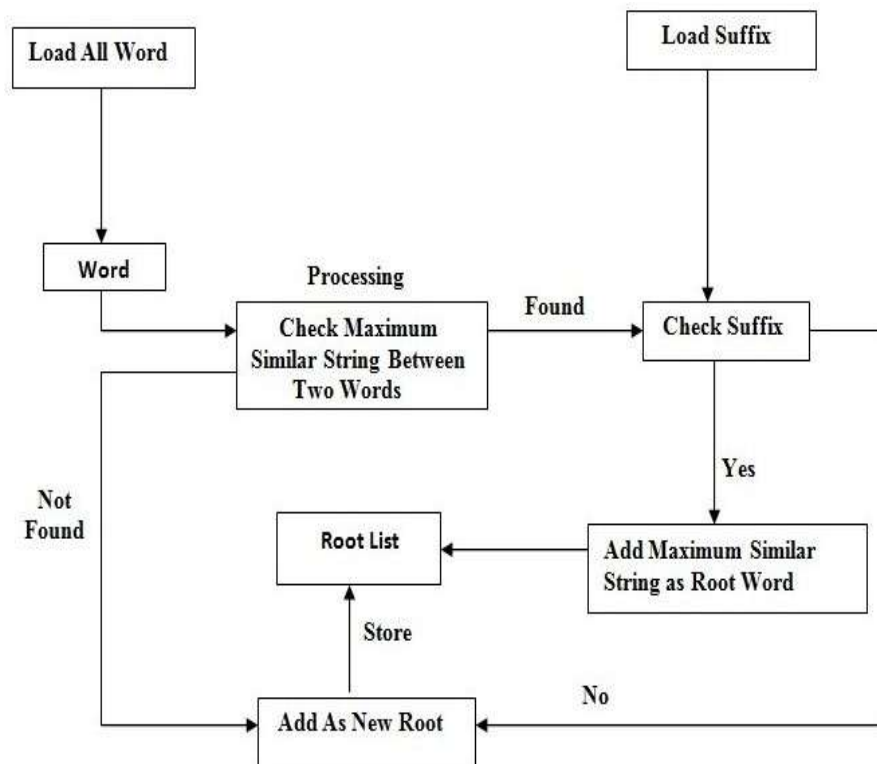 Load All Word
Load Suffix
Word
Processing
Check Maximum
Similar String Between
Two Words
Found
Check Suffix
Yes
Not
Found
Root List
Add Maximum Similar
String as Root Word
Store
No
Add As New Root